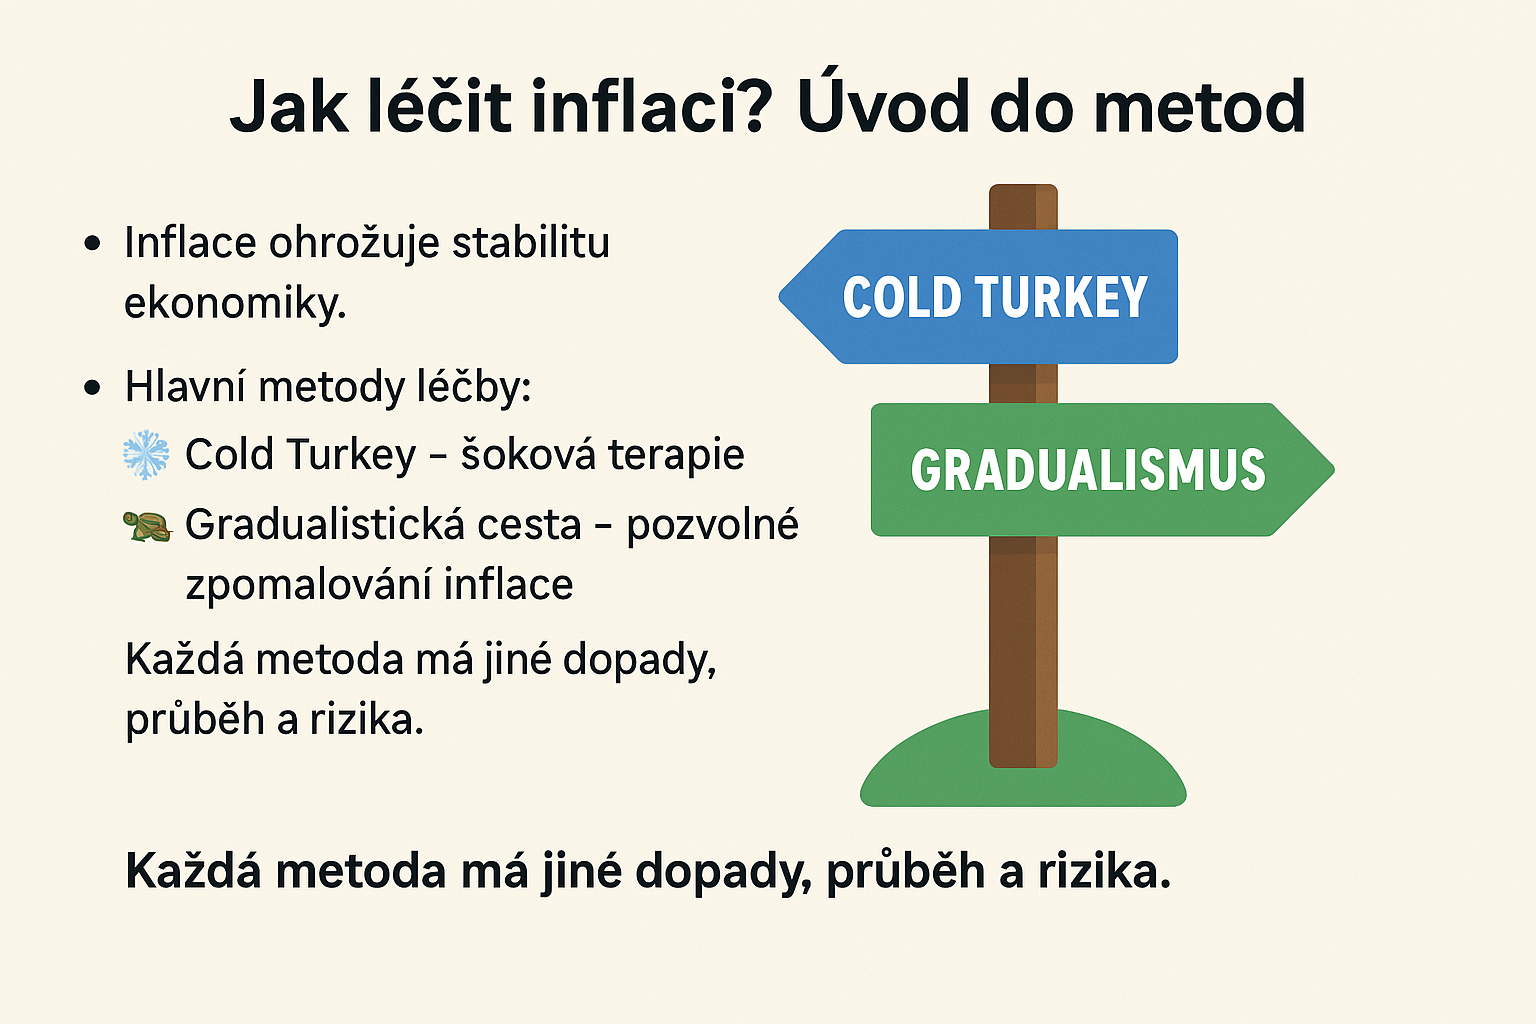 Jak léčit inflaci? Úvod do metod
• Inflace ohrožuje stabilitu
ekonomiky.
• Hlavní metody léčby:
Cold Turkey – šoková terapie
Gradualistická cesta – pozvolné
zpomalování inflace
Každá metoda má jiné dopady,
průběh a rizika.
COLD TURKEY
GRADUALISMUS
Každá metoda má jiné dopady, průběh a rizika.